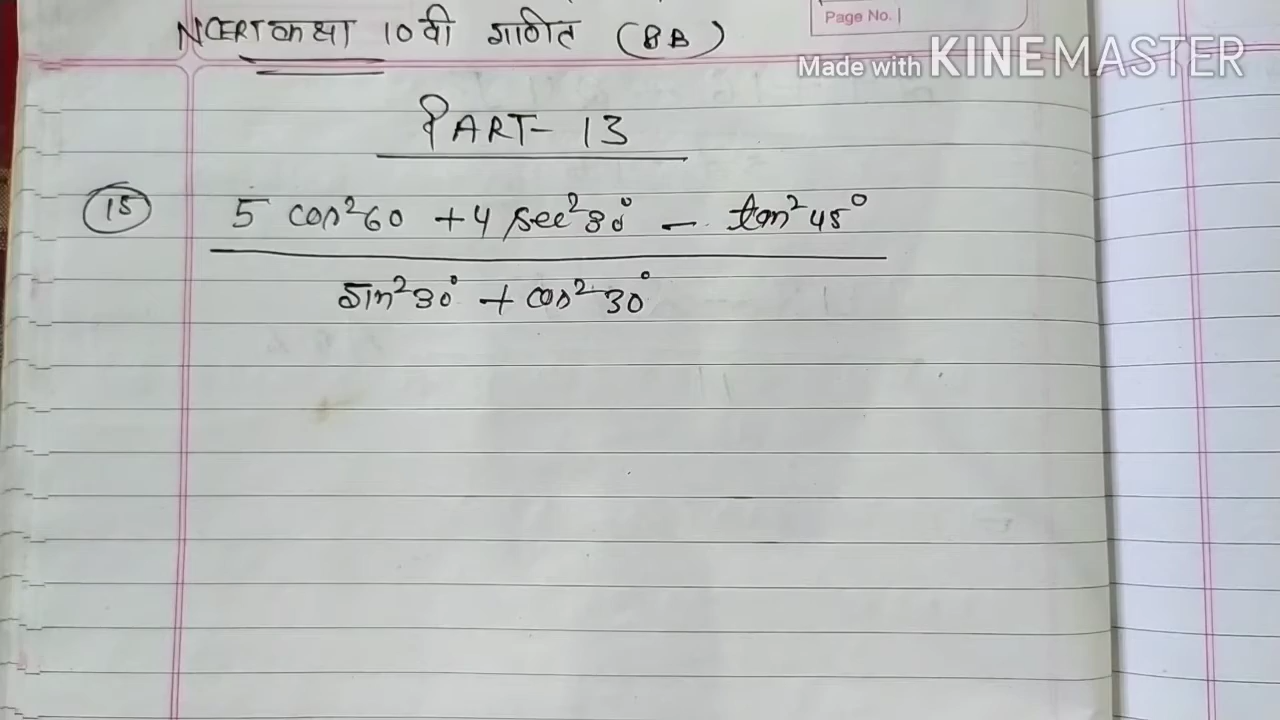 NCERT कक्षा 10वी गणित (8B)
Page No.
Made with KINEMASTER
PART- 13
(15) 5 cos²60 + 4 sec²30° - tan²45°
sin²30° + cos²30°